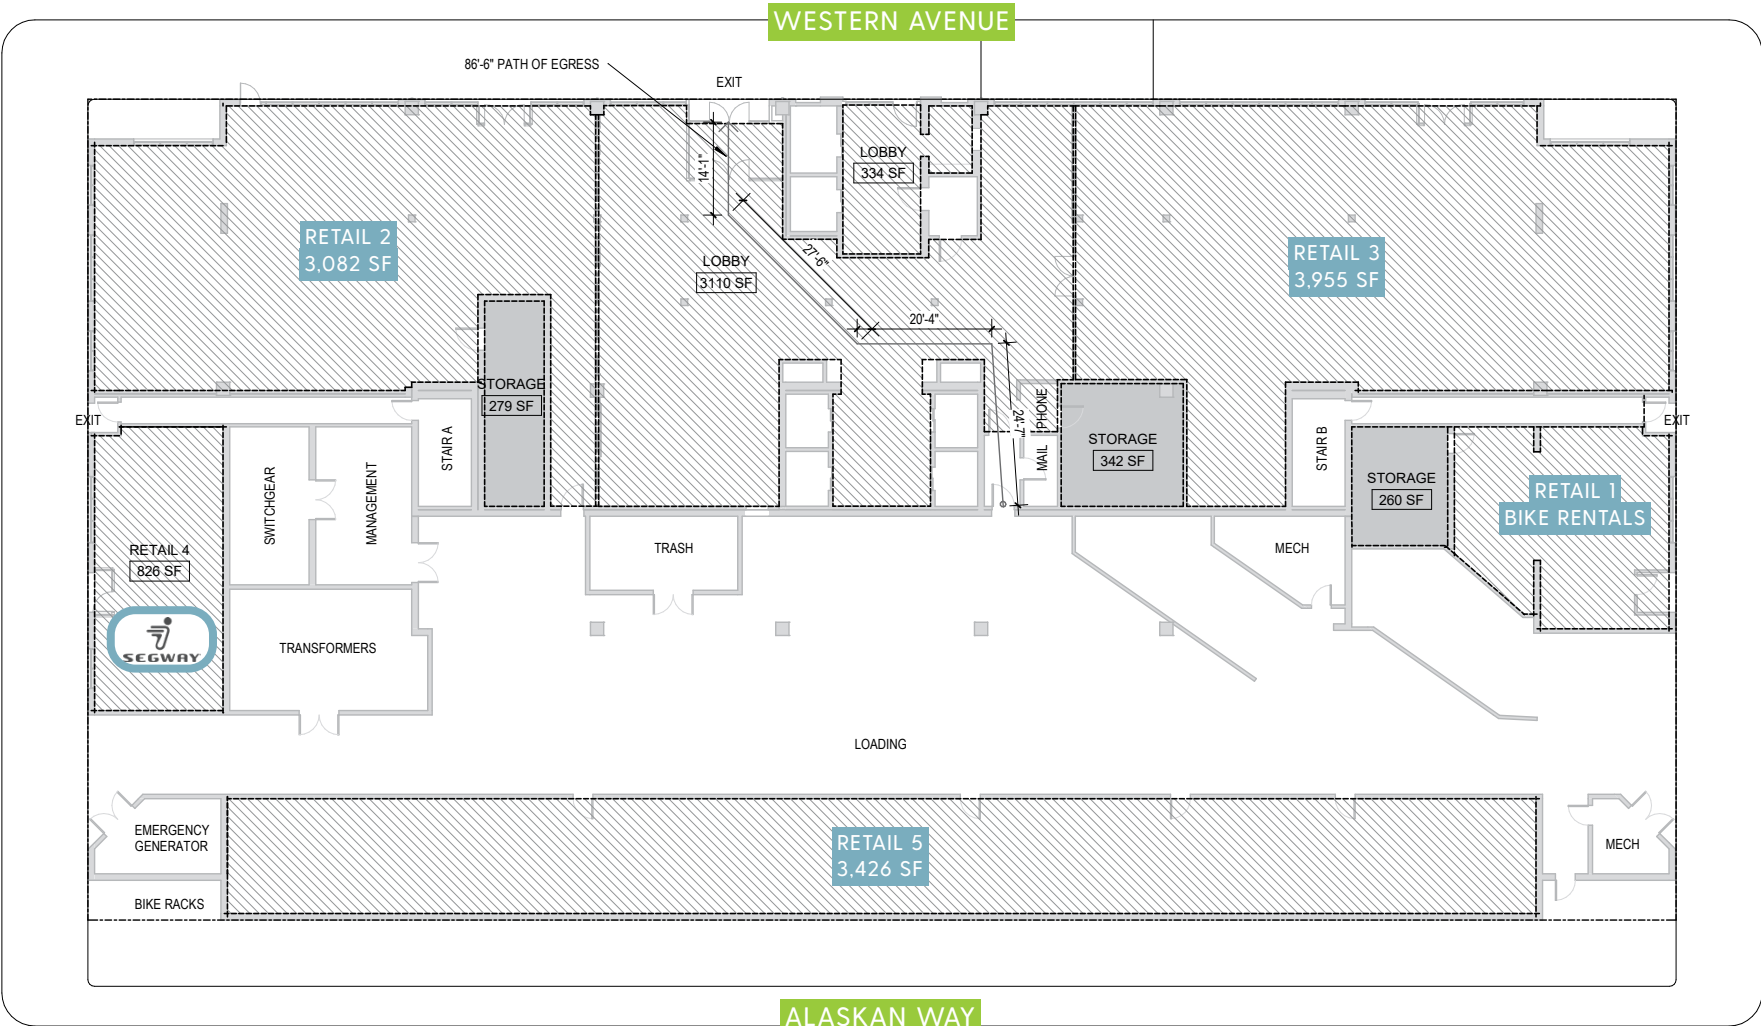 WESTERN AVENUE
86'-6" PATH OF EGRESS
EXIT
14'-1"
LOBBY
334 SF
RETAIL 2
3,082 SF
LOBBY
3110 SF
27'-6"
RETAIL 3
3,955 SF
20'-4"
STORAGE
279 SF
EXIT
STAIR A
PHONE
24'-7"
MAIL
STORAGE
342 SF
STAIR B
EXIT
STORAGE
260 SF
RETAIL 1
BIKE RENTALS
SWITCHGEAR
MANAGEMENT
RETAIL 4
826 SF
TRASH
MECH
SEGWAY
TRANSFORMERS
LOADING
EMERGENCY
GENERATOR
RETAIL 5
3,426 SF
MECH
BIKE RACKS
ALASKAN WAY